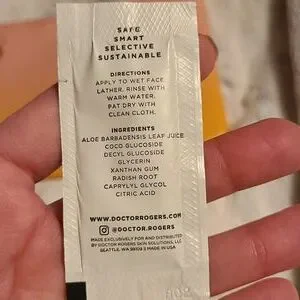 SAFE
SMART
SELECTIVE
SUSTAINABLE
DIRECTIONS
APPLY TO WET FACE
LATHER. RINSE WITH
WARM WATER.
PAT DRY WITH
CLEAN CLOTH.
INGREDIENTS
ALOE BARBADENSIS LEAF JUICE
COCO GLUCOSIDE
DECYL GLUCOSIDE
GLYCERIN
XANTHAN GUM
RADISH ROOT
CAPRYLYL GLYCOL
CITRIC ACID
WWW.DOCTORROGERS.COM
@DOCTOR.ROGERS
MADE EXCLUSIVELY FOR AND DISTRIBUTED
BY DOCTOR ROGERS SKIN SOLUTIONS, LLC
SEATTLE, WA 98102 | MADE IN USA